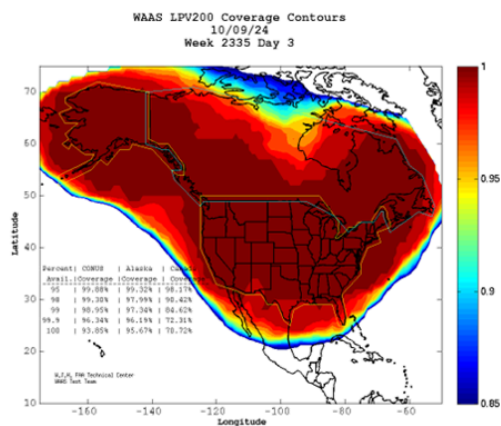 WAAS LPV200 Coverage Contours
10/09/24
Week 2335 Day 3
Latitude
70
60
50
40
30
20
10
Percent| CONUS | Alaska |
Avail.|Coverage |Coverage |
95 | 99.88% | 99.32% | 98.17%
98 | 99.30% | 97.99% | 90.42%
99 | 98.95% | 97.34% | 84.62%
99.9 | 96.34% | 96.19% | 72.31%
100 | 93.85% | 95.67% | 70.72%
FAA Technical Center
WAAS Test Team
-160 -140 -120 -100 -80 -60
Longitude
1
0.95
0.9
0.85